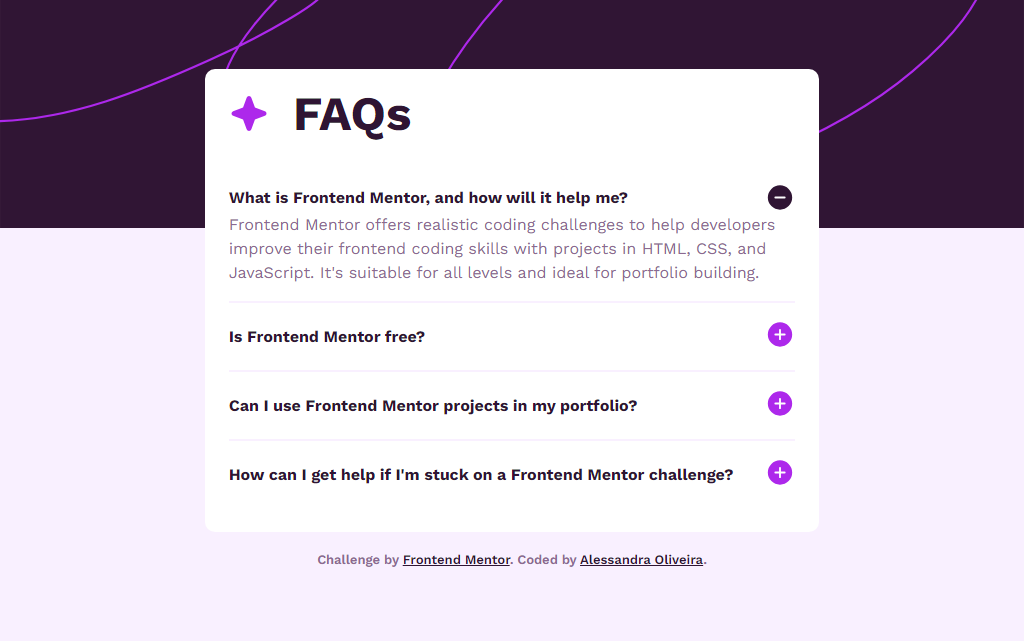 FAQs
What is Frontend Mentor, and how will it help me?
Frontend Mentor offers realistic coding challenges to help developers
improve their frontend coding skills with projects in HTML, CSS, and
JavaScript. It's suitable for all levels and ideal for portfolio building.
Is Frontend Mentor free?
Can I use Frontend Mentor projects in my portfolio?
How can I get help if I'm stuck on a Frontend Mentor challenge?
Challenge by Frontend Mentor. Coded by Alessandra Oliveira.